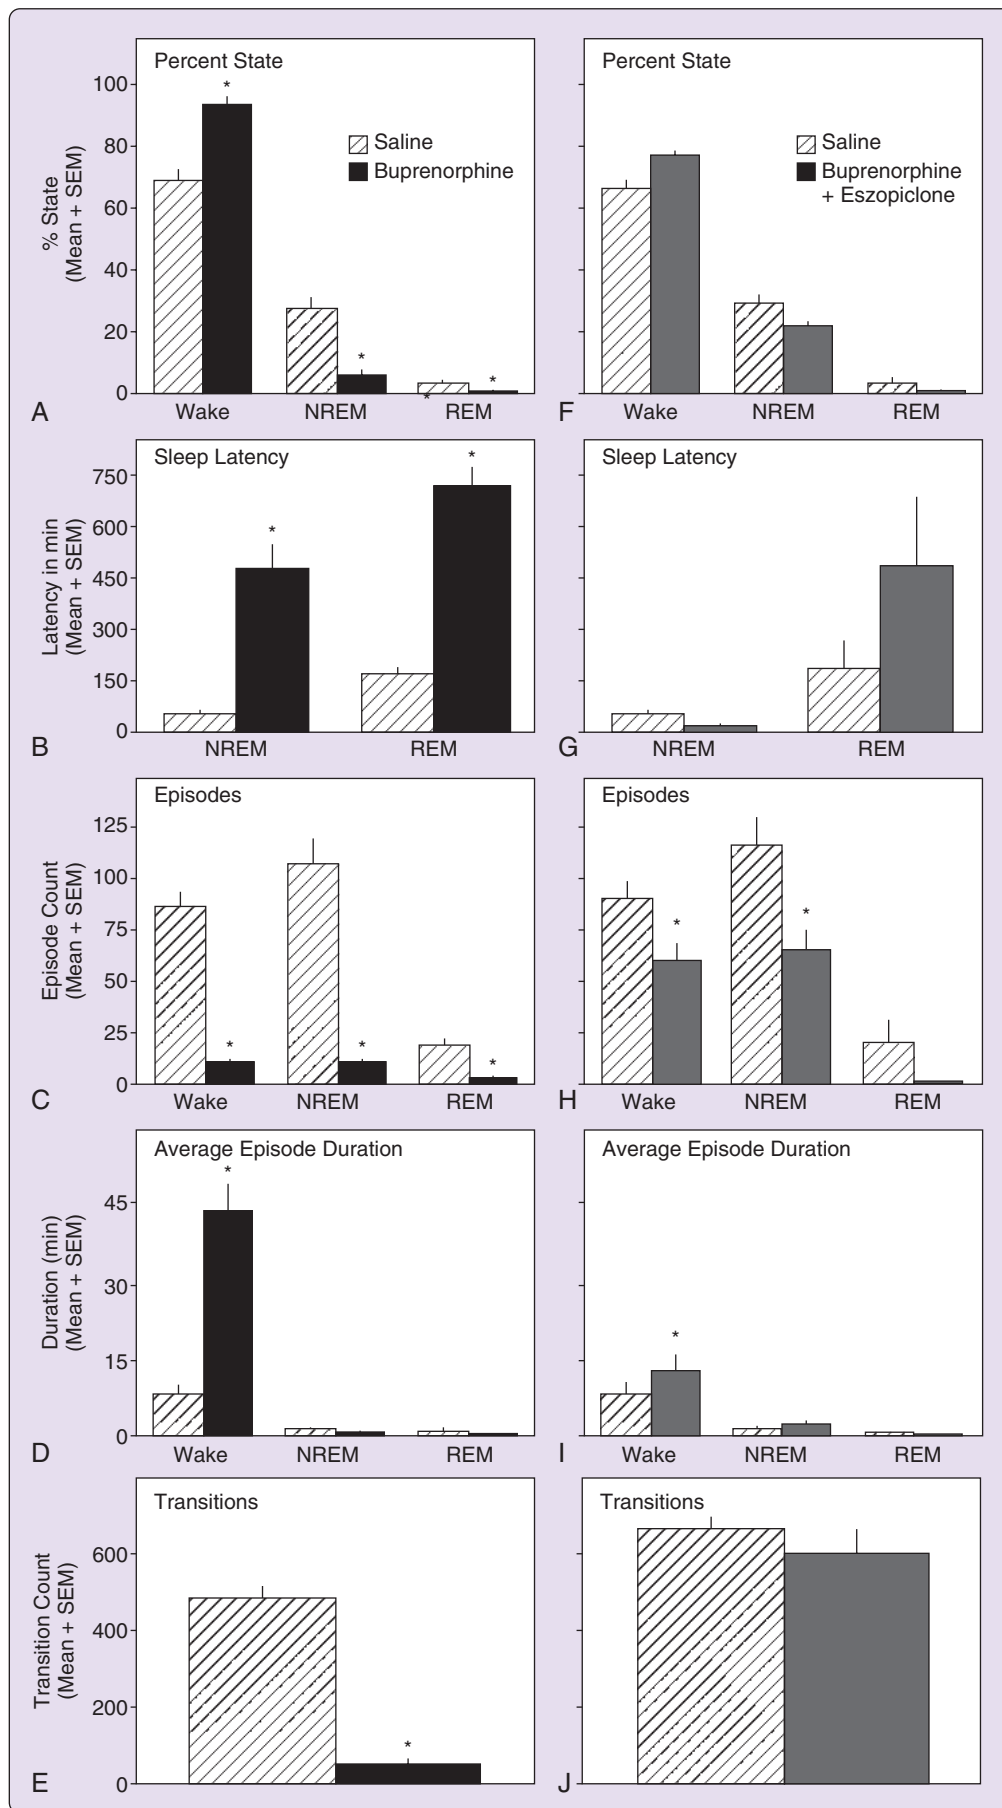 Percent State
100
80
60
40
20
0
% State
(Mean + SEM)
*
*
*
*
Saline
Buprenorphine
A
Wake
NREM
REM
Percent State
Saline
Buprenorphine
+ Eszopiclone
F
Wake
NREM
REM
Sleep Latency
750
600
450
300
150
0
Latency in min
(Mean + SEM)
*
*
B
NREM
REM
Sleep Latency
G
NREM
REM
Episodes
125
100
75
50
25
0
Episode Count
(Mean + SEM)
*
*
*
C
Wake
NREM
REM
Episodes
*
*
H
Wake
NREM
REM
Average Episode Duration
45
30
15
0
Duration (min)
(Mean + SEM)
*
D
Wake
NREM
REM
Average Episode Duration
*
I
Wake
NREM
REM
Transitions
600
400
200
0
Transition Count
(Mean + SEM)
*
E
Transitions
J